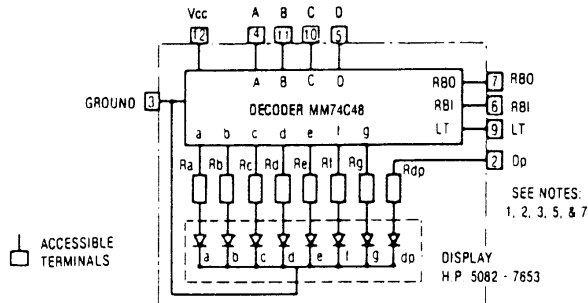 Vcc A B C D
12 4 11 10 5
A B C D
GROUND 3
DECODER MM74C48
RBO 7 RBO
RBI 6 RBI
LT 9 LT
a b c d e f g
2 Dp
Ra Rb Rc Rd Re Rf Rg Rdp
SEE NOTES:
1, 2, 3, 5, & 7
a b c d e f g dp
ACCESSIBLE
TERMINALS
DISPLAY
H.P. 5082 - 7653